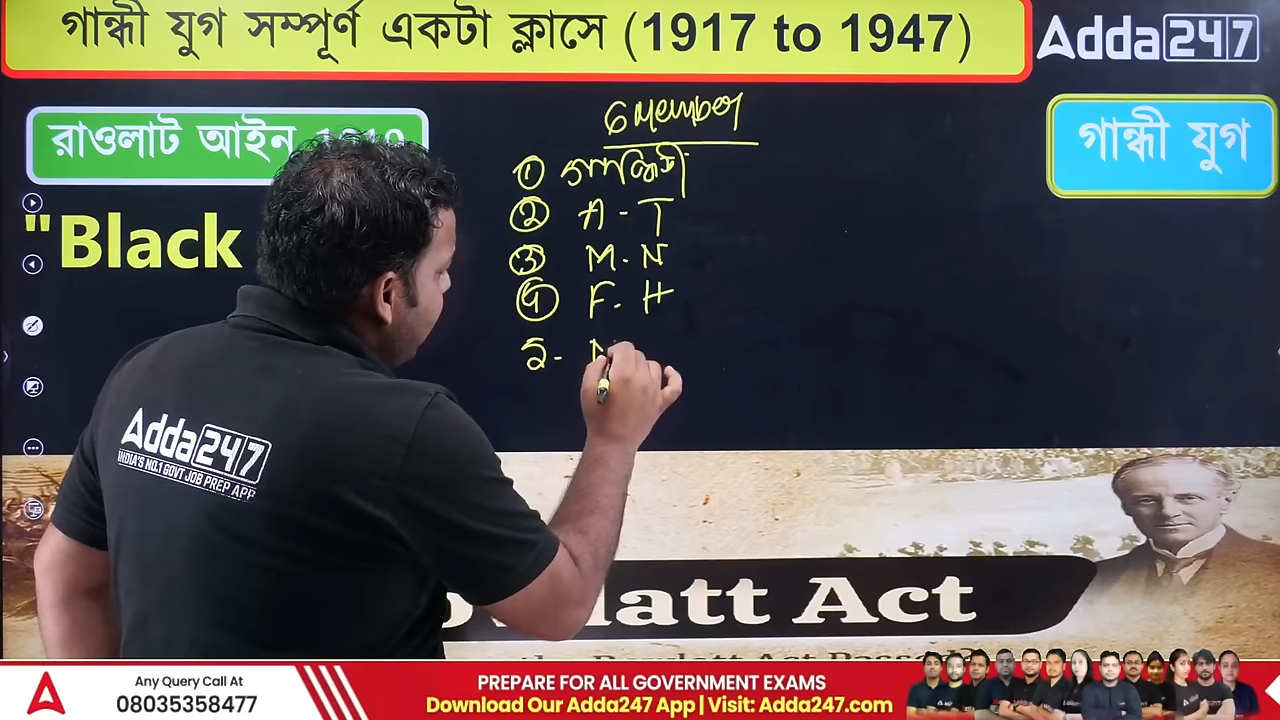 গান্ধী যুগ সম্পূর্ণ একটা ক্লাসে (1917 to 1947)
Adda247
রাওলাট আইন 1919
গান্ধী যুগ
"Black
6 Member
① গান্ধিজী
② A - T
③ M - N
④ F - H
Adda247
INDIA'S NO.1 GOVT JOB PREP APP
latt Act
Any Query Call At
08035358477
PREPARE FOR ALL GOVERNMENT EXAMS
Download Our Adda247 App | Visit: Adda247.com